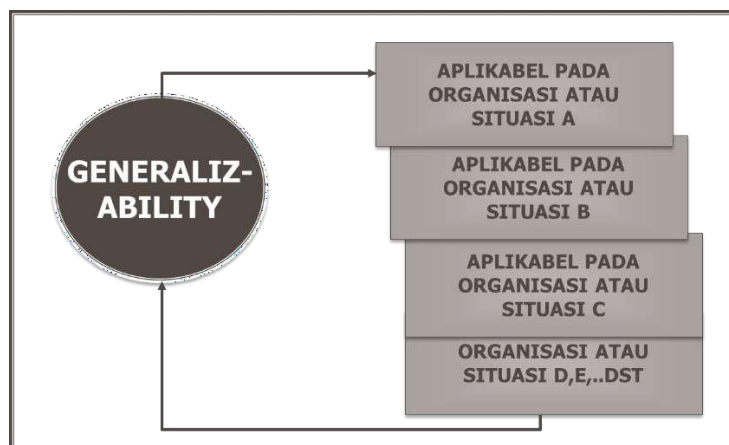 GENERALIZ-
ABILITY
APLIKABEL PADA
ORGANISASI ATAU
SITUASI A
APLIKABEL PADA
ORGANISASI ATAU
SITUASI B
APLIKABEL PADA
ORGANISASI ATAU
SITUASI C
ORGANISASI ATAU
SITUASI D,E,..DST